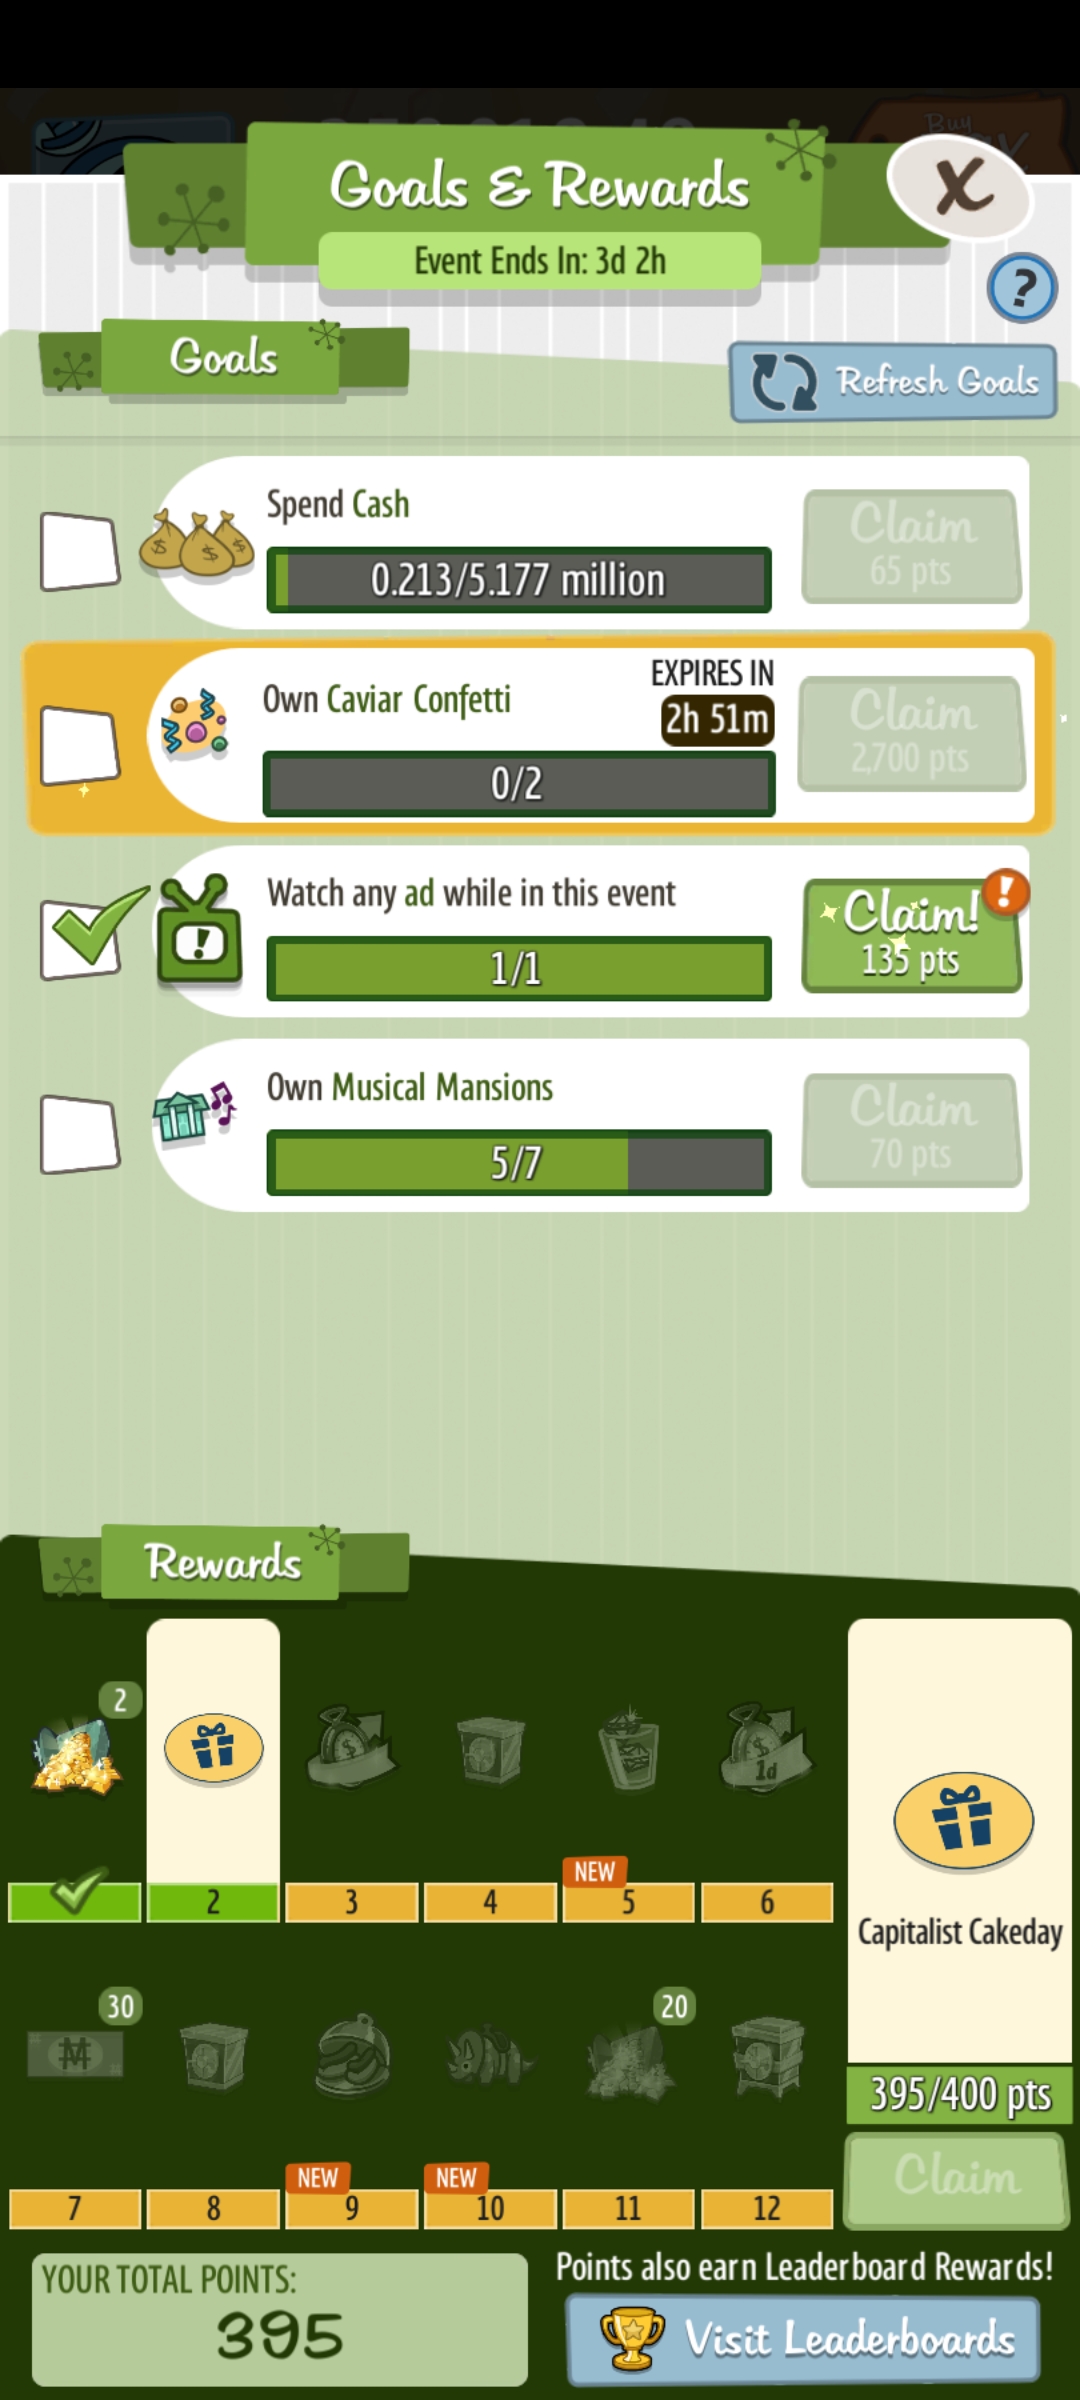 Buy
Goals & Rewards
X
Event Ends In: 3d 2h
?
Goals
Refresh Goals
Spend Cash
0.213/5.177 million
Claim
65 pts
Own Caviar Confetti
EXPIRES IN
2h 51m
0/2
Claim
2,700 pts
Watch any ad while in this event
1/1
Claim!
135 pts
!
Own Musical Mansions
5/7
Claim
70 pts
Rewards
2
1d
2
3
4
NEW
5
6
Capitalist Cakeday
30
20
395/400 pts
Claim
7
8
NEW
9
NEW
10
11
12
YOUR TOTAL POINTS:
395
Points also earn Leaderboard Rewards!
Visit Leaderboards